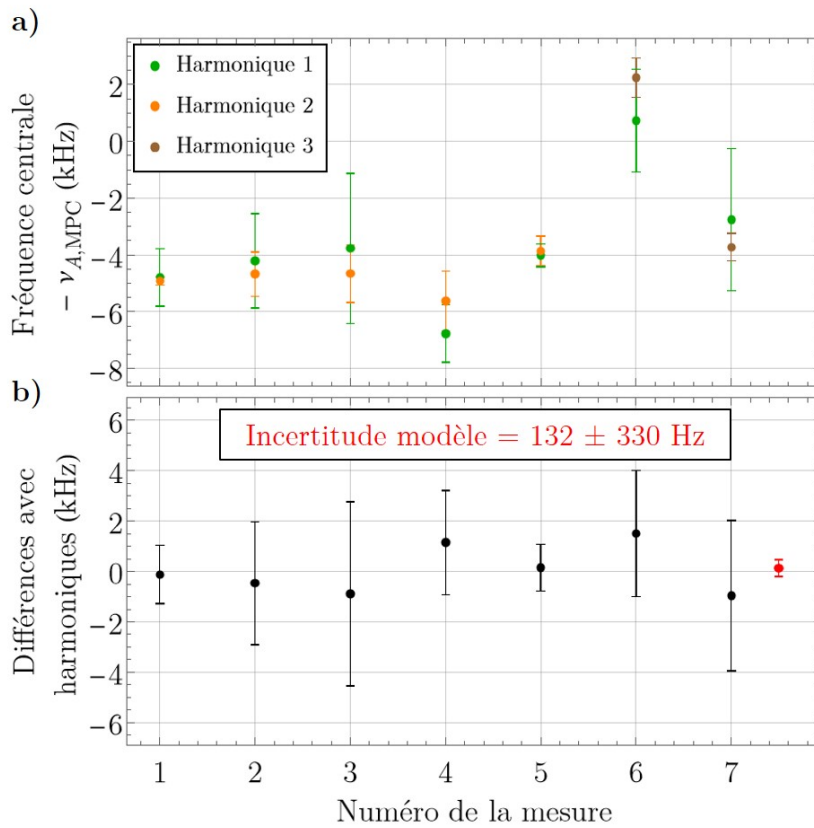 a)
Harmonique 1
Harmonique 2
Harmonique 3
Fréquence centrale
− νA,MPC (kHz)
2
0
−2
−4
−6
−8
b)
Incertitude modèle = 132 ± 330 Hz
Différences avec
harmoniques (kHz)
6
4
2
0
−2
−4
−6
1 2 3 4 5 6 7
Numéro de la mesure